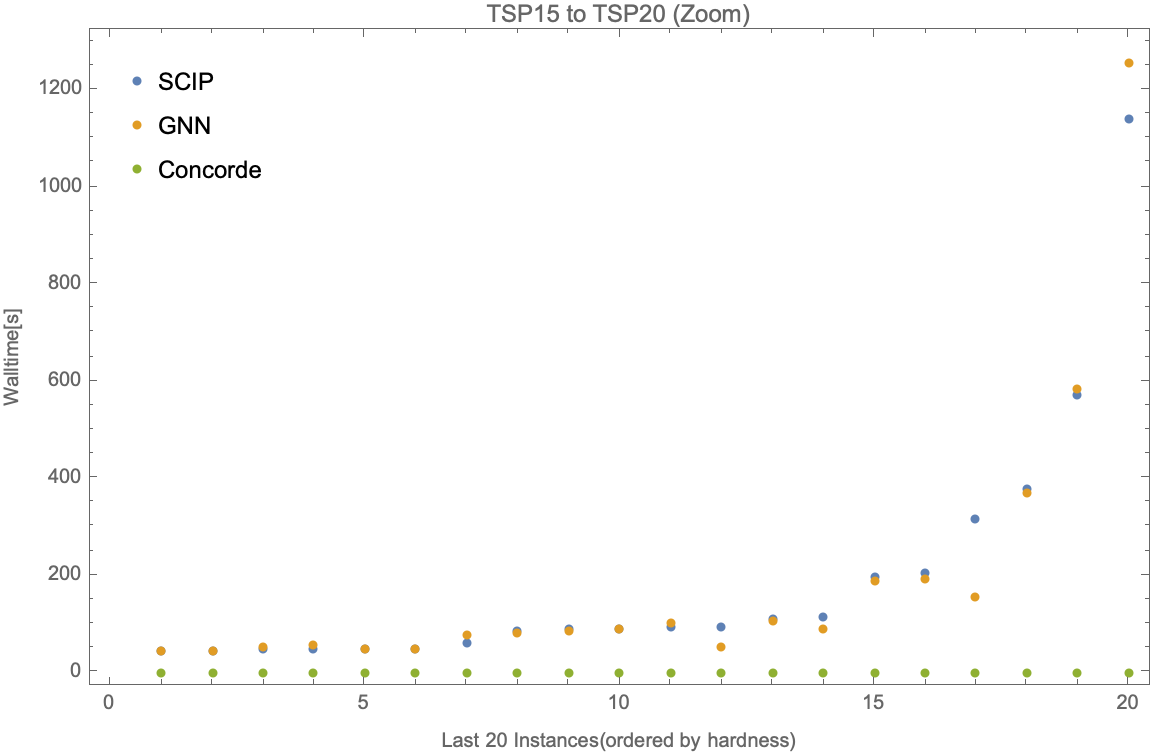 TSP15 to TSP20 (Zoom)
SCIP
GNN
Concorde
Walltime[s]
1200
1000
800
600
400
200
0
0 5 10 15 20
Last 20 Instances(ordered by hardness)